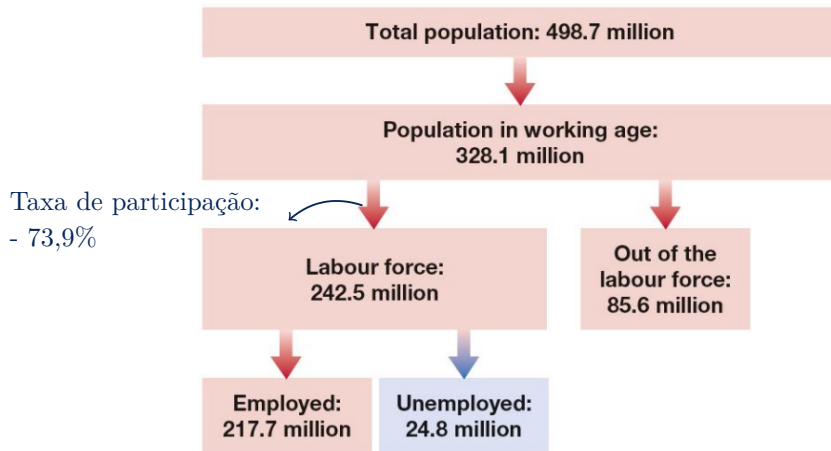 Total population: 498.7 million
Population in working age:
328.1 million
Taxa de participação:
- 73,9%
Labour force:
242.5 million
Out of the
labour force:
85.6 million
Employed:
217.7 million
Unemployed:
24.8 million